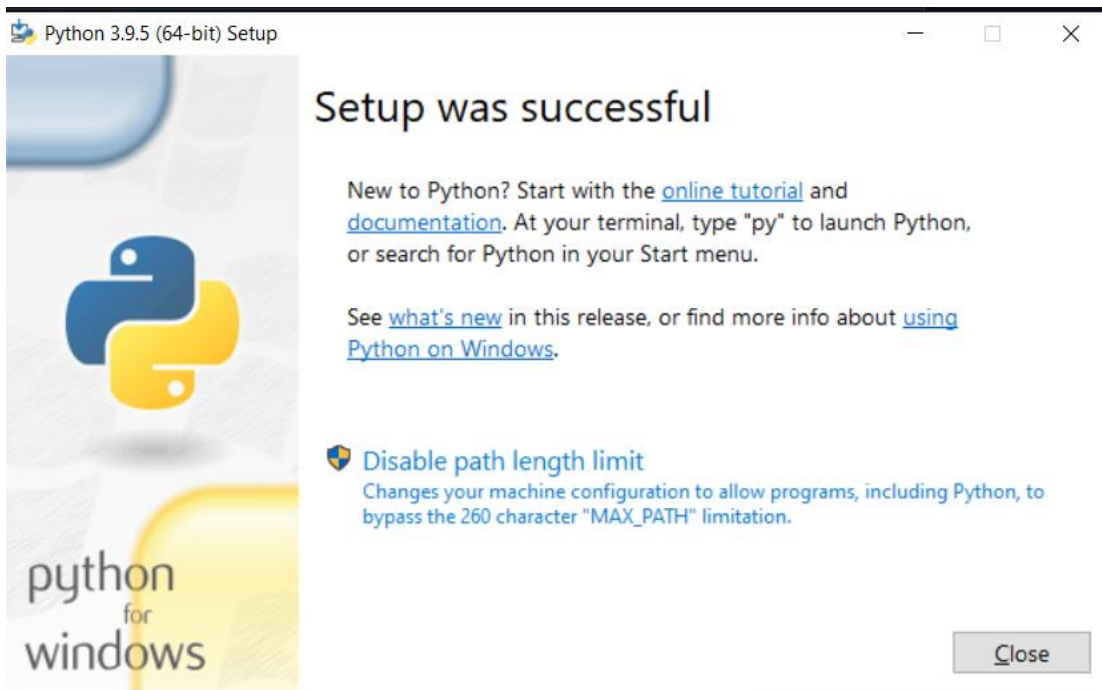 Python 3.9.5 (64-bit) Setup
Setup was successful
New to Python? Start with the online tutorial and
documentation. At your terminal, type "py" to launch Python,
or search for Python in your Start menu.
See what's new in this release, or find more info about using
Python on Windows.
Disable path length limit
Changes your machine configuration to allow programs, including Python, to
bypass the 260 character "MAX_PATH" limitation.
python
for
windows
Close